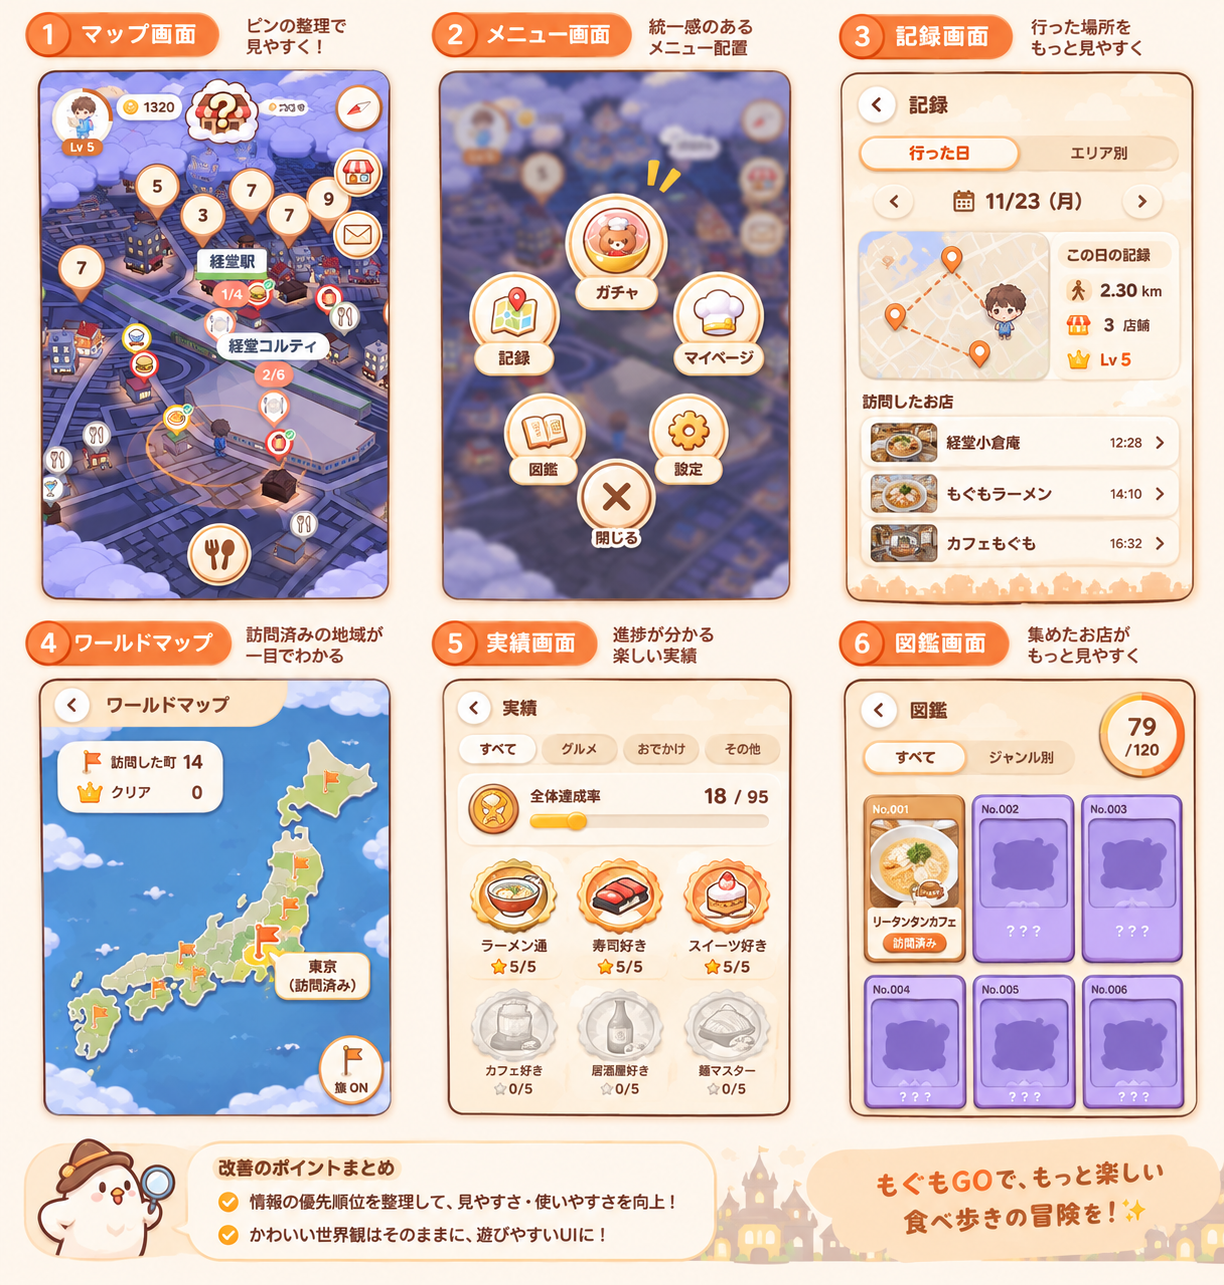 1 マップ画面
ピンの整理で
見やすく！
Lv 5
1320
?
5
7
9
3
7
7
経堂駅
1/4
経堂コルティ
2/6
2 メニュー画面
統一感のある
メニュー配置
ガチャ
記録
マイページ
図鑑
設定
閉じる
3 記録画面
行った場所を
もっと見やすく
記録
行った日
エリア別
11/23（月）
この日の記録
2.30 km
3 店舗
Lv 5
訪問したお店
経堂小倉庵 12:28
もぐもラーメン 14:10
カフェもぐも 16:32
4 ワールドマップ
訪問済みの地域が
一目でわかる
ワールドマップ
訪問した町 14
クリア 0
東京
（訪問済み）
旗 ON
5 実績画面
進捗が分かる
楽しい実績
実績
すべて
グルメ
おでかけ
その他
全体達成率 18 / 95
ラーメン通
寿司好き
スイーツ好き
5/5
5/5
5/5
カフェ好き
居酒屋好き
麺マスター
0/5
0/5
0/5
6 図鑑画面
集めたお店が
もっと見やすく
図鑑
79
/120
すべて
ジャンル別
No.001
No.002
No.003
リータンタンカフェ
訪問済み
???
???
No.004
No.005
No.006
???
???
???
改善のポイントまとめ
情報の優先順位を整理して、見やすさ・使いやすさを向上！
かわいい世界観はそのままに、遊びやすいUIに！
もぐもGOで、もっと楽しい
食べ歩きの冒険を！